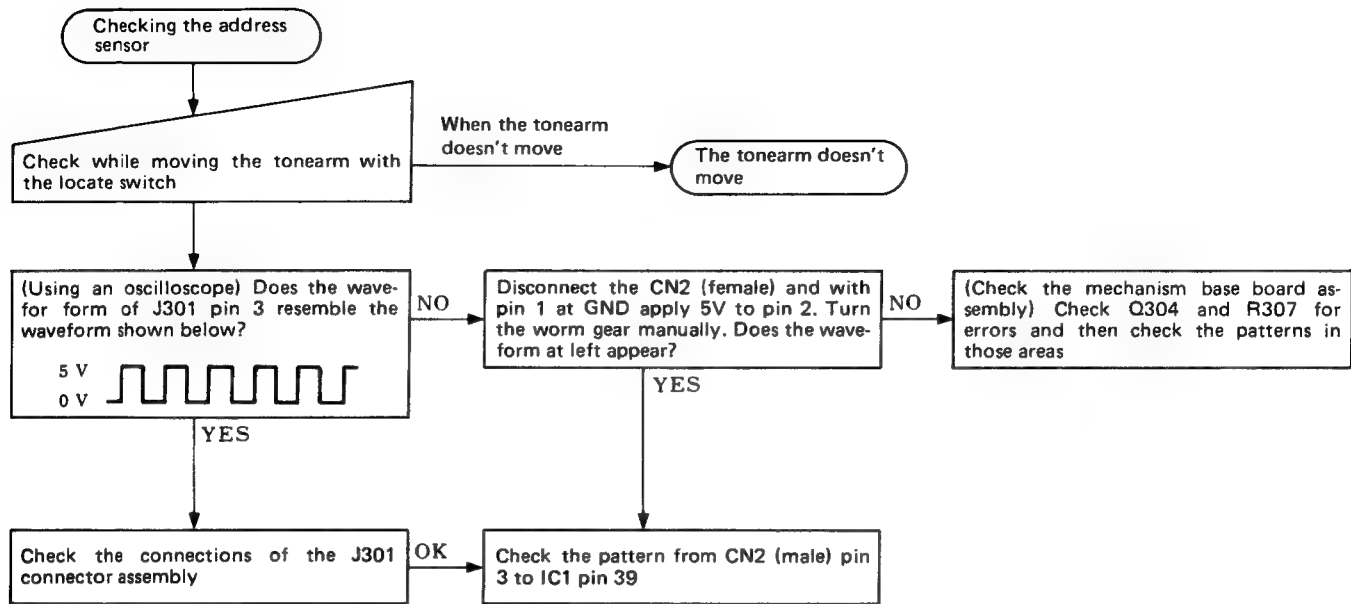 Checking the address
sensor
Check while moving the tonearm with
the locate switch
When the tonearm
doesn't move
The tonearm doesn't
move
(Using an oscilloscope) Does the wave-
for form of J301 pin 3 resemble the
waveform shown below?
5 V
0 V
NO
Disconnect the CN2 (female) and with
pin 1 at GND apply 5V to pin 2. Turn
the worm gear manually. Does the wave-
form at left appear?
NO
(Check the mechanism base board as-
sembly) Check Q304 and R307 for
errors and then check the patterns in
those areas
YES
YES
Check the connections of the J301
connector assembly
OK
Check the pattern from CN2 (male) pin
3 to IC1 pin 39